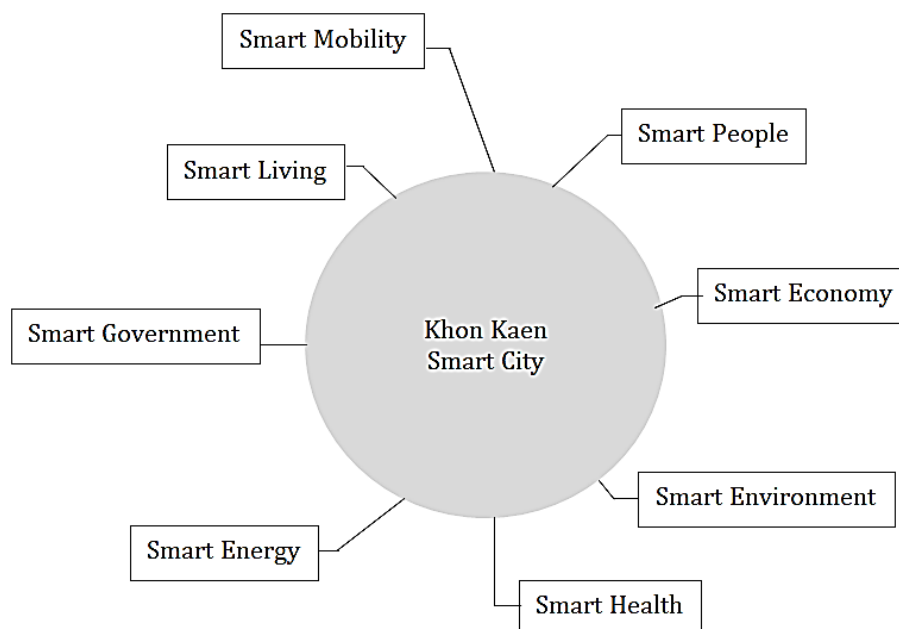 Smart Mobility
Smart People
Smart Living
Smart Economy
Smart Government
Khon Kaen
Smart City
Smart Environment
Smart Energy
Smart Health